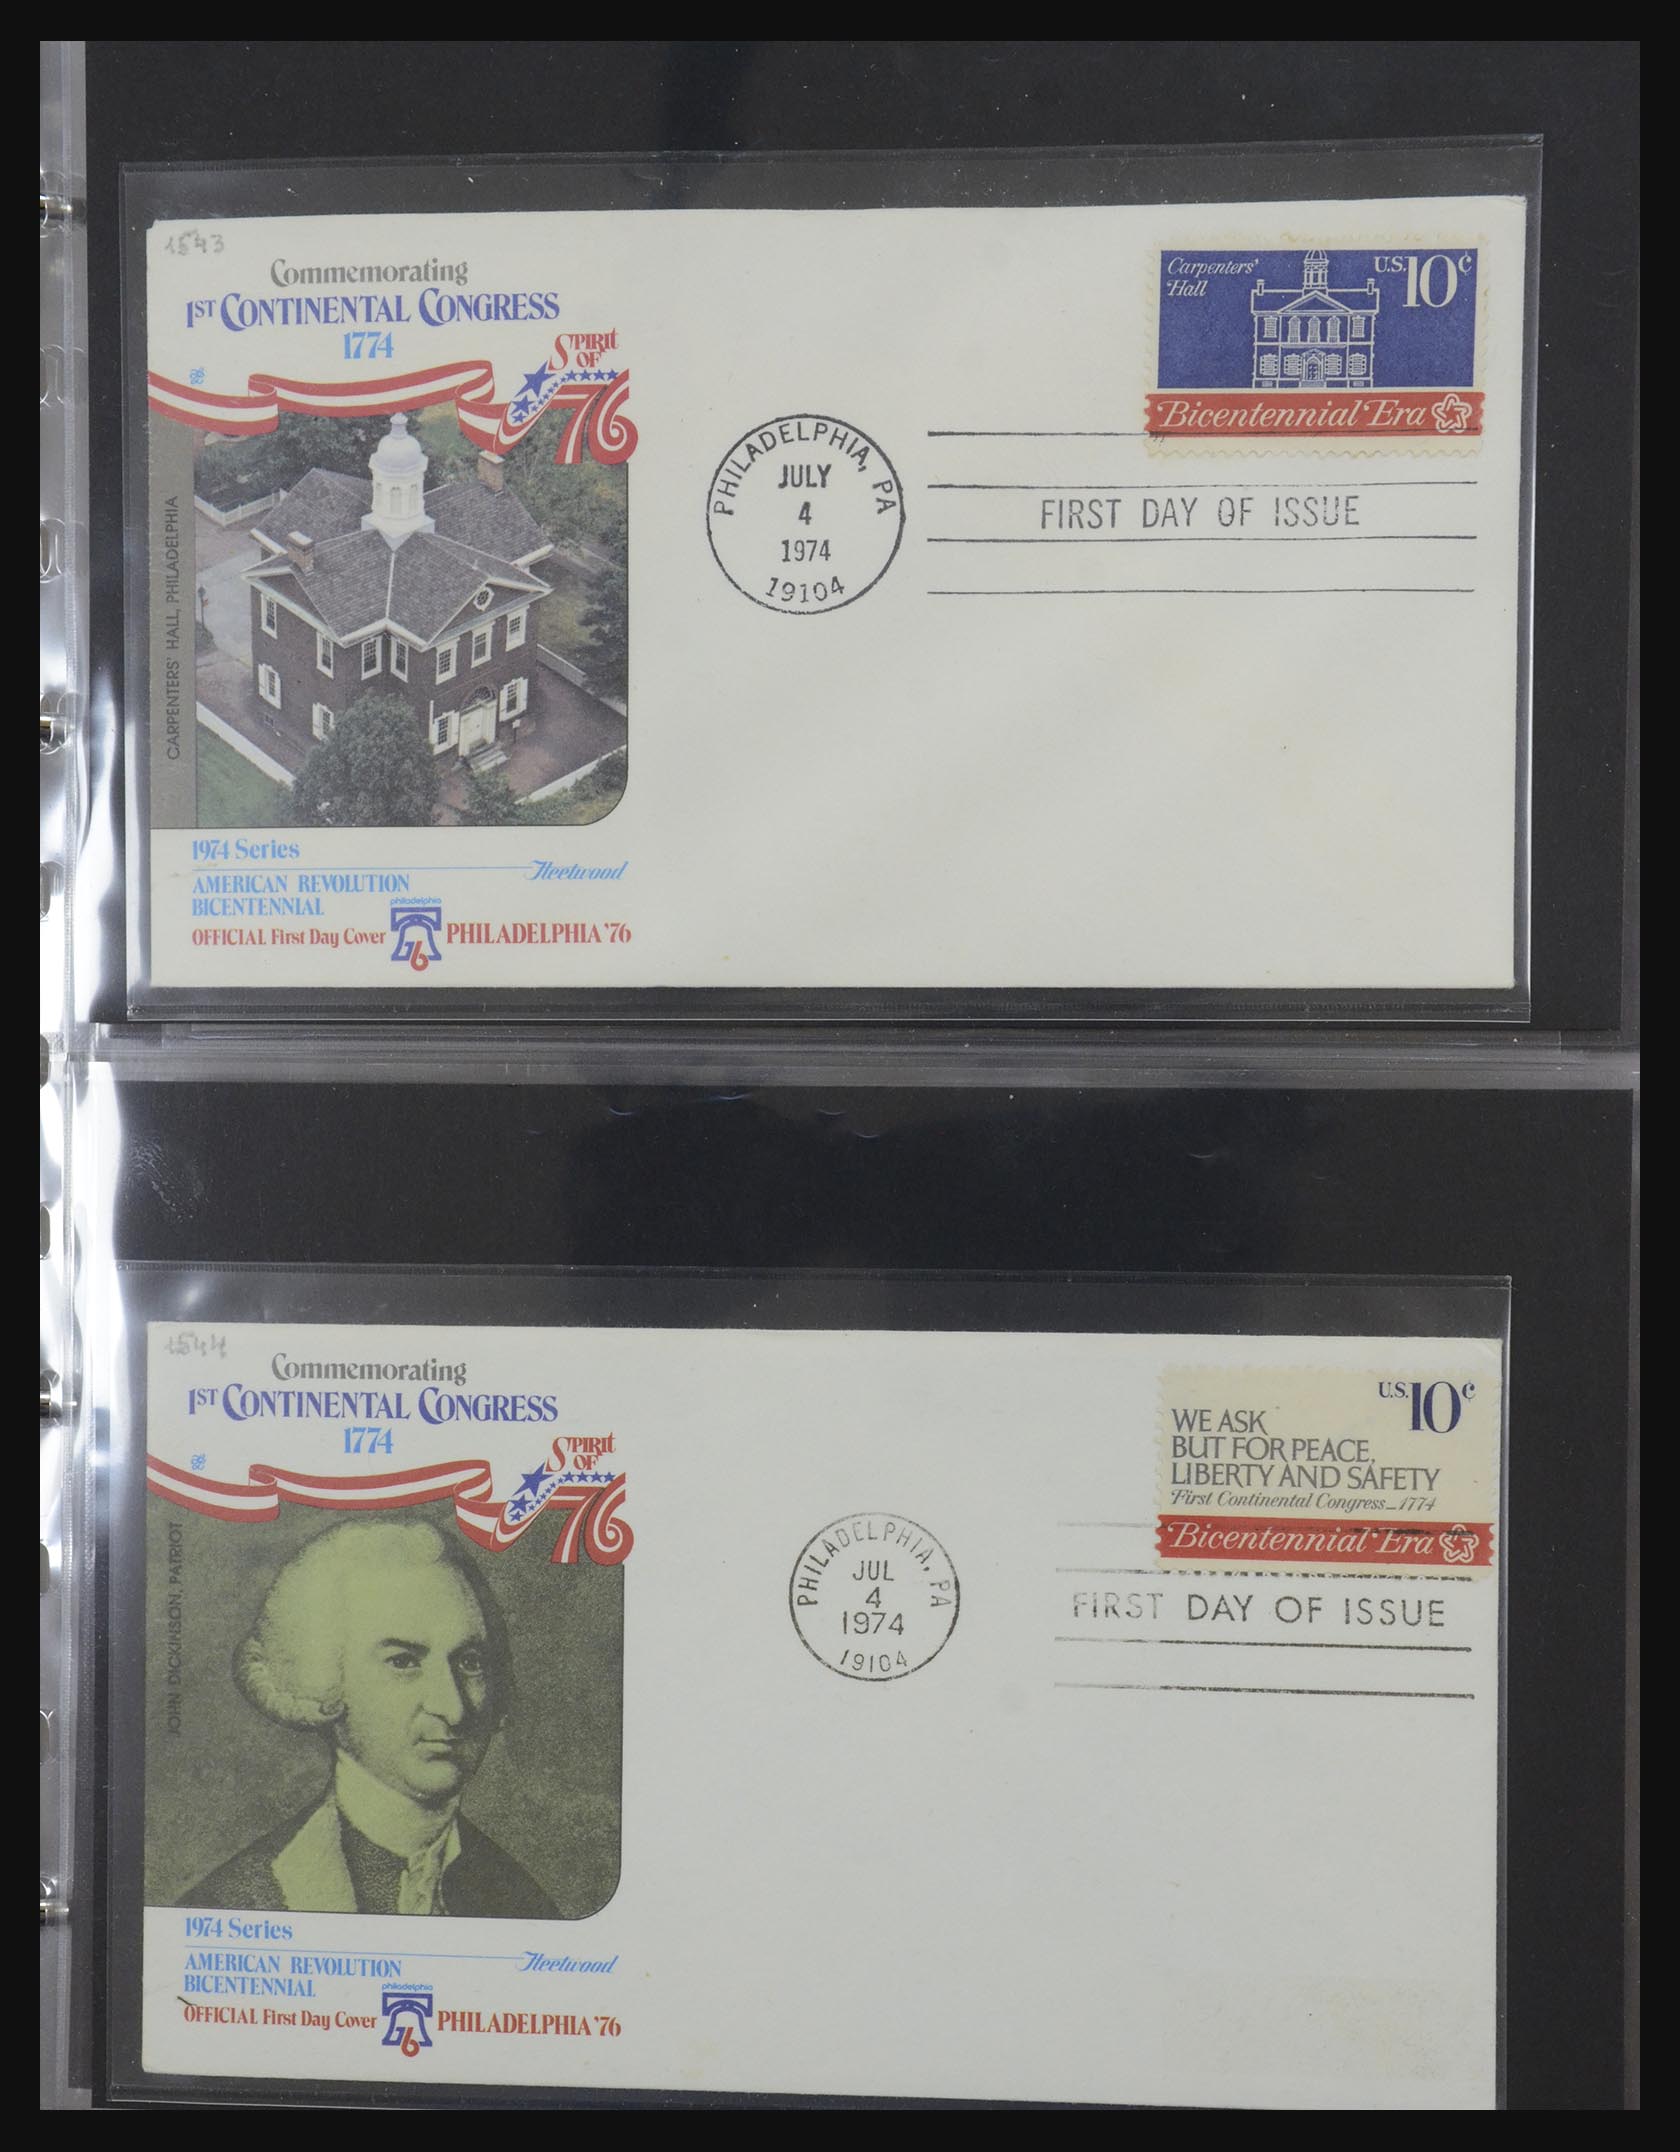 1543
Commemorating
1ST CONTINENTAL CONGRESS
1774
SPIRIT
OF
76
CARPENTERS' HALL, PHILADELPHIA
1974 Series
Fleetwood
AMERICAN REVOLUTION
BICENTENNIAL
philadelphia
OFFICIAL First Day Cover 76 PHILADELPHIA '76
PHILADELPHIA, PA
JULY
4
1974
19104
FIRST DAY OF ISSUE
Carpenters' U.S. 10c
Hall
Bicentennial Era
1544
Commemorating
1ST CONTINENTAL CONGRESS
1774
SPIRIT
OF
76
JOHN DICKINSON, PATRIOT
1974 Series
Fleetwood
AMERICAN REVOLUTION
BICENTENNIAL
philadelphia
OFFICIAL First Day Cover 76 PHILADELPHIA '76
PHILADELPHIA, PA
JUL
4
1974
19104
FIRST DAY OF ISSUE
U.S. 10c
WE ASK
BUT FOR PEACE,
LIBERTY AND SAFETY
First Continental Congress_1774
Bicentennial Era